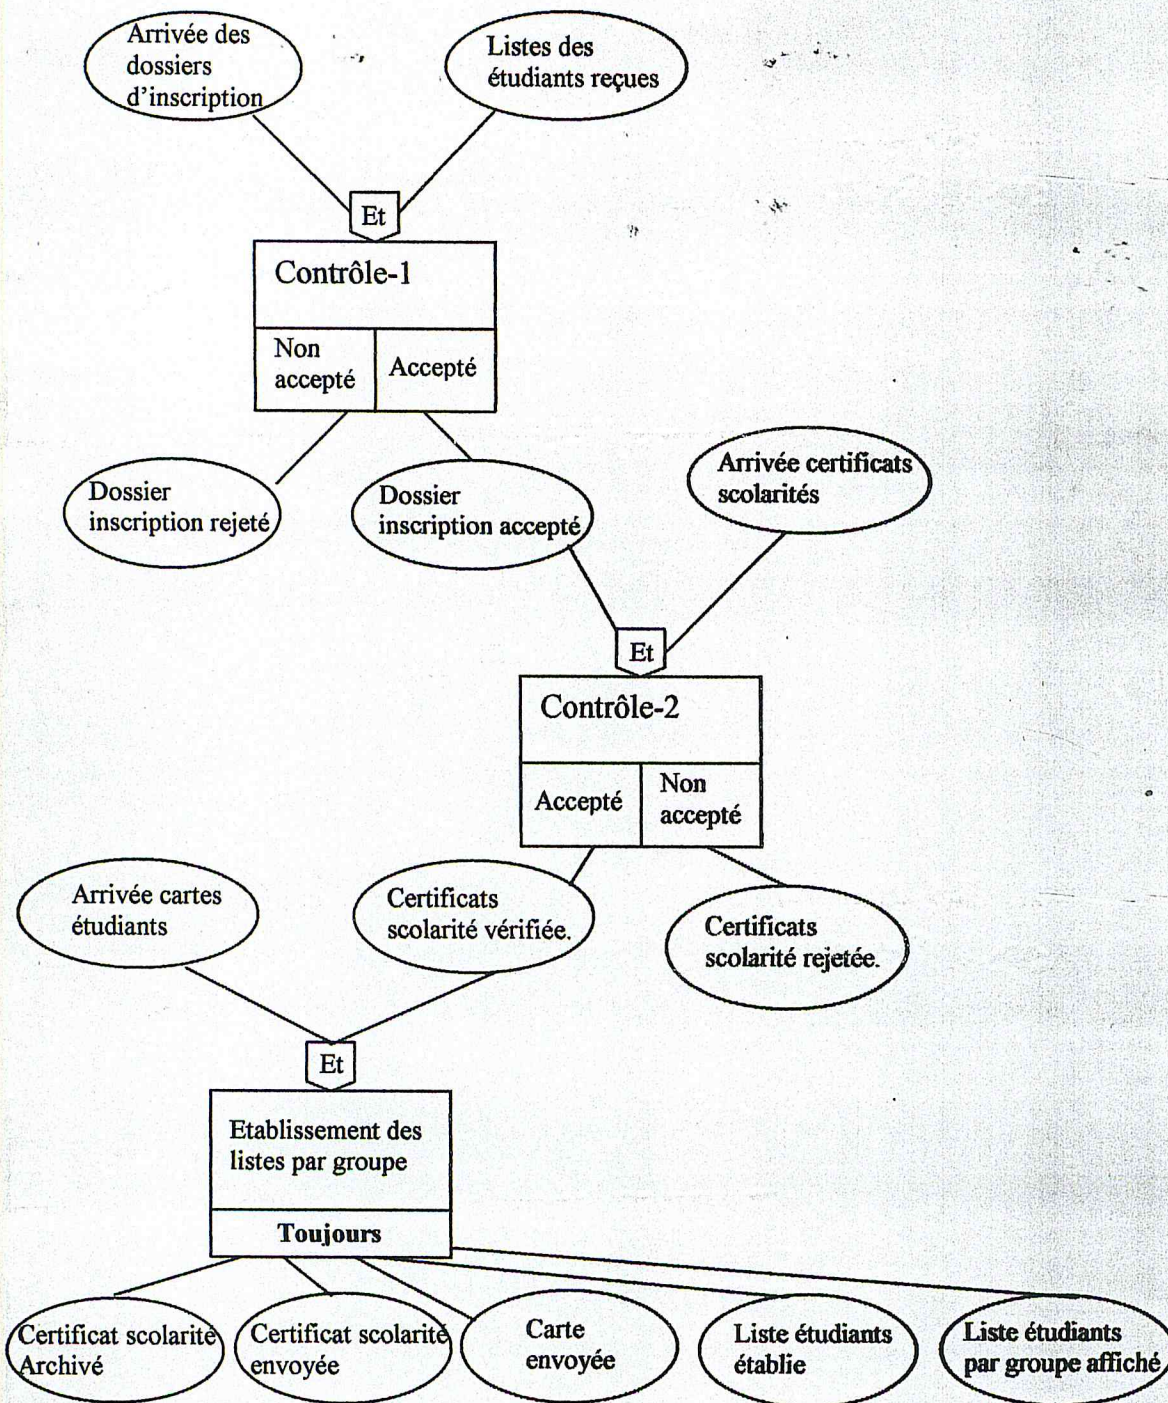 Arrivée des
dossiers
d'inscription
Listes des
étudiants reçues
Et
Contrôle-1
Non
accepté
Accepté
Dossier
inscription rejeté
Dossier
inscription accepté
Arrivée certificats
scolarités
Et
Contrôle-2
Accepté
Non
accepté
Arrivée cartes
étudiants
Certificats
scolarité vérifiée.
Certificats
scolarité rejetée.
Et
Etablissement des
listes par groupe
Toujours
Certificat scolarité
Archivé
Certificat scolarité
envoyée
Carte
envoyée
Liste étudiants
établie
Liste étudiants
par groupe affiché